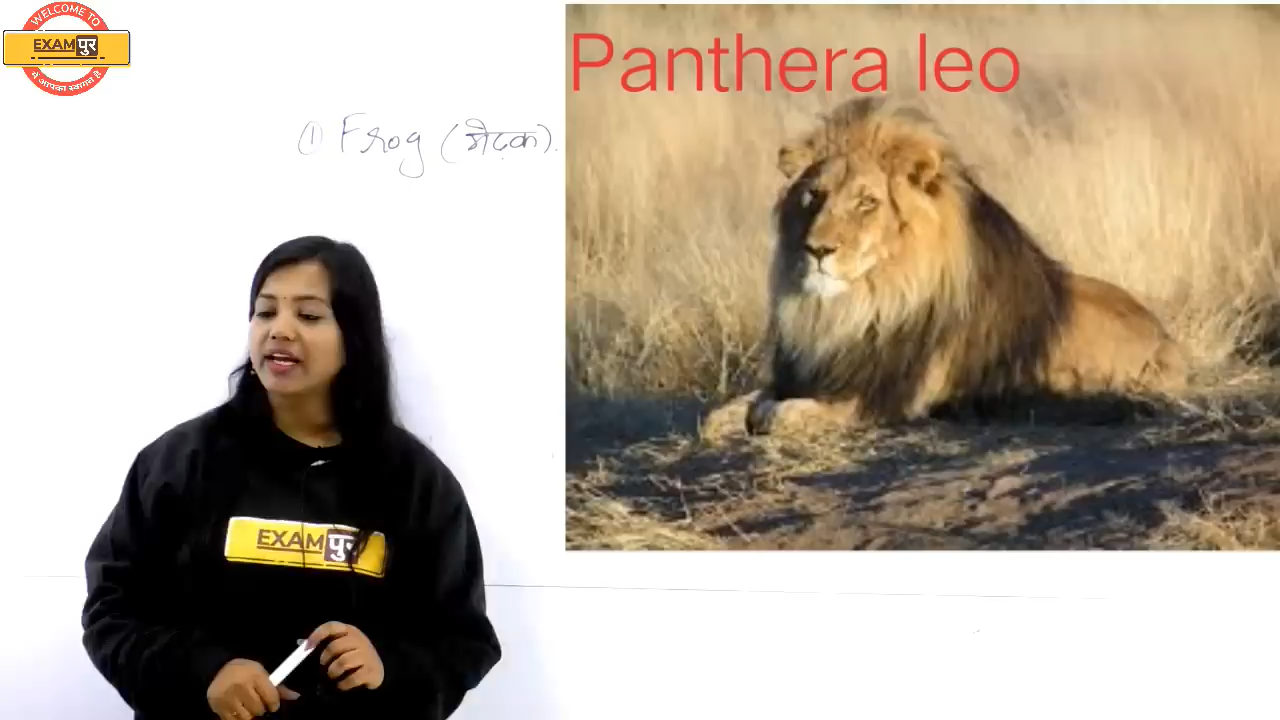 WELCOME TO
EXAMपुर
में आपका स्वागत है
Panthera leo
① Frog (मेंढक).
EXAMपुर